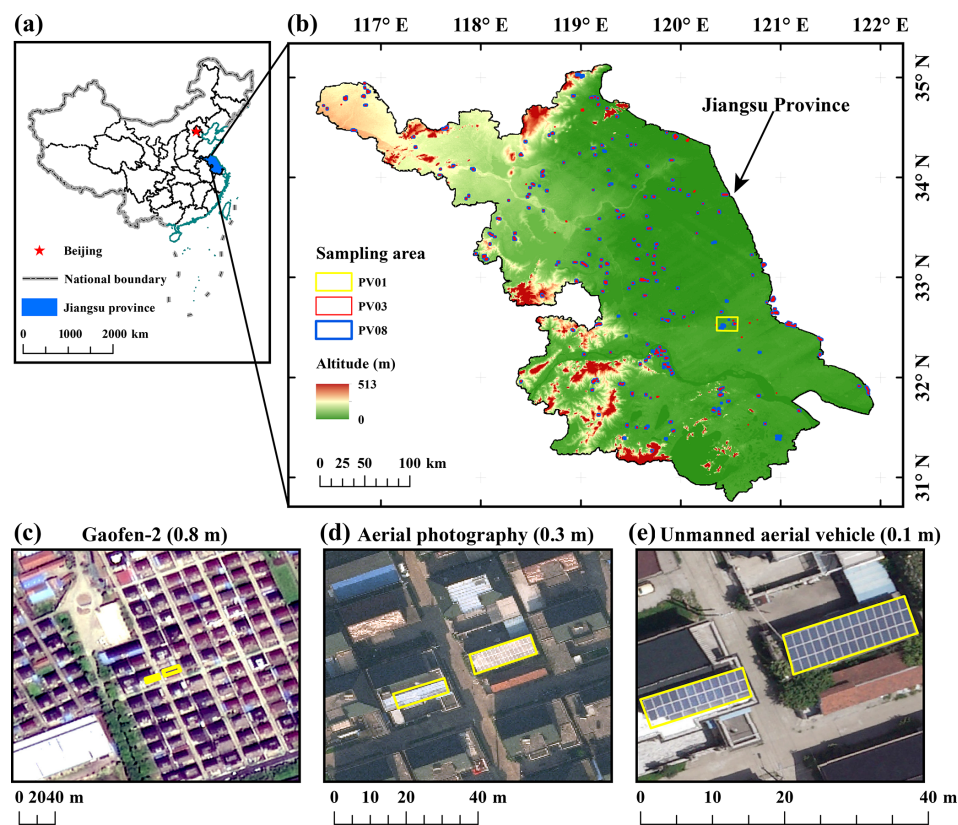 (a)
Beijing
National boundary
Jiangsu province
0 1000 2000 km
(b)
117° E 118° E 119° E 120° E 121° E 122° E
35° N
34° N
33° N
32° N
31° N
Jiangsu Province
Sampling area
PV01
PV03
PV08
Altitude (m)
513
0
0 25 50 100 km
(c) Gaofen-2 (0.8 m)
0 2040 m
(d) Aerial photography (0.3 m)
0 10 20 40 m
(e) Unmanned aerial vehicle (0.1 m)
0 10 20 40 m